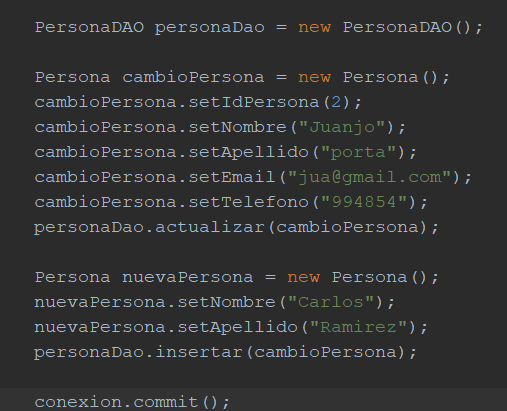 PersonaDAO personaDao = new PersonaDAO();
Persona cambioPersona = new Persona();
cambioPersona.setIdPersona(2);
cambioPersona.setNombre("Juanjo");
cambioPersona.setApellido("porta");
cambioPersona.setEmail("jua@gmail.com");
cambioPersona.setTelefono("994854");
personaDao.actualizar(cambioPersona);
Persona nuevaPersona = new Persona();
nuevaPersona.setNombre("Carlos");
nuevaPersona.setApellido("Ramirez");
personaDao.insertar(cambioPersona);
conexion.commit();